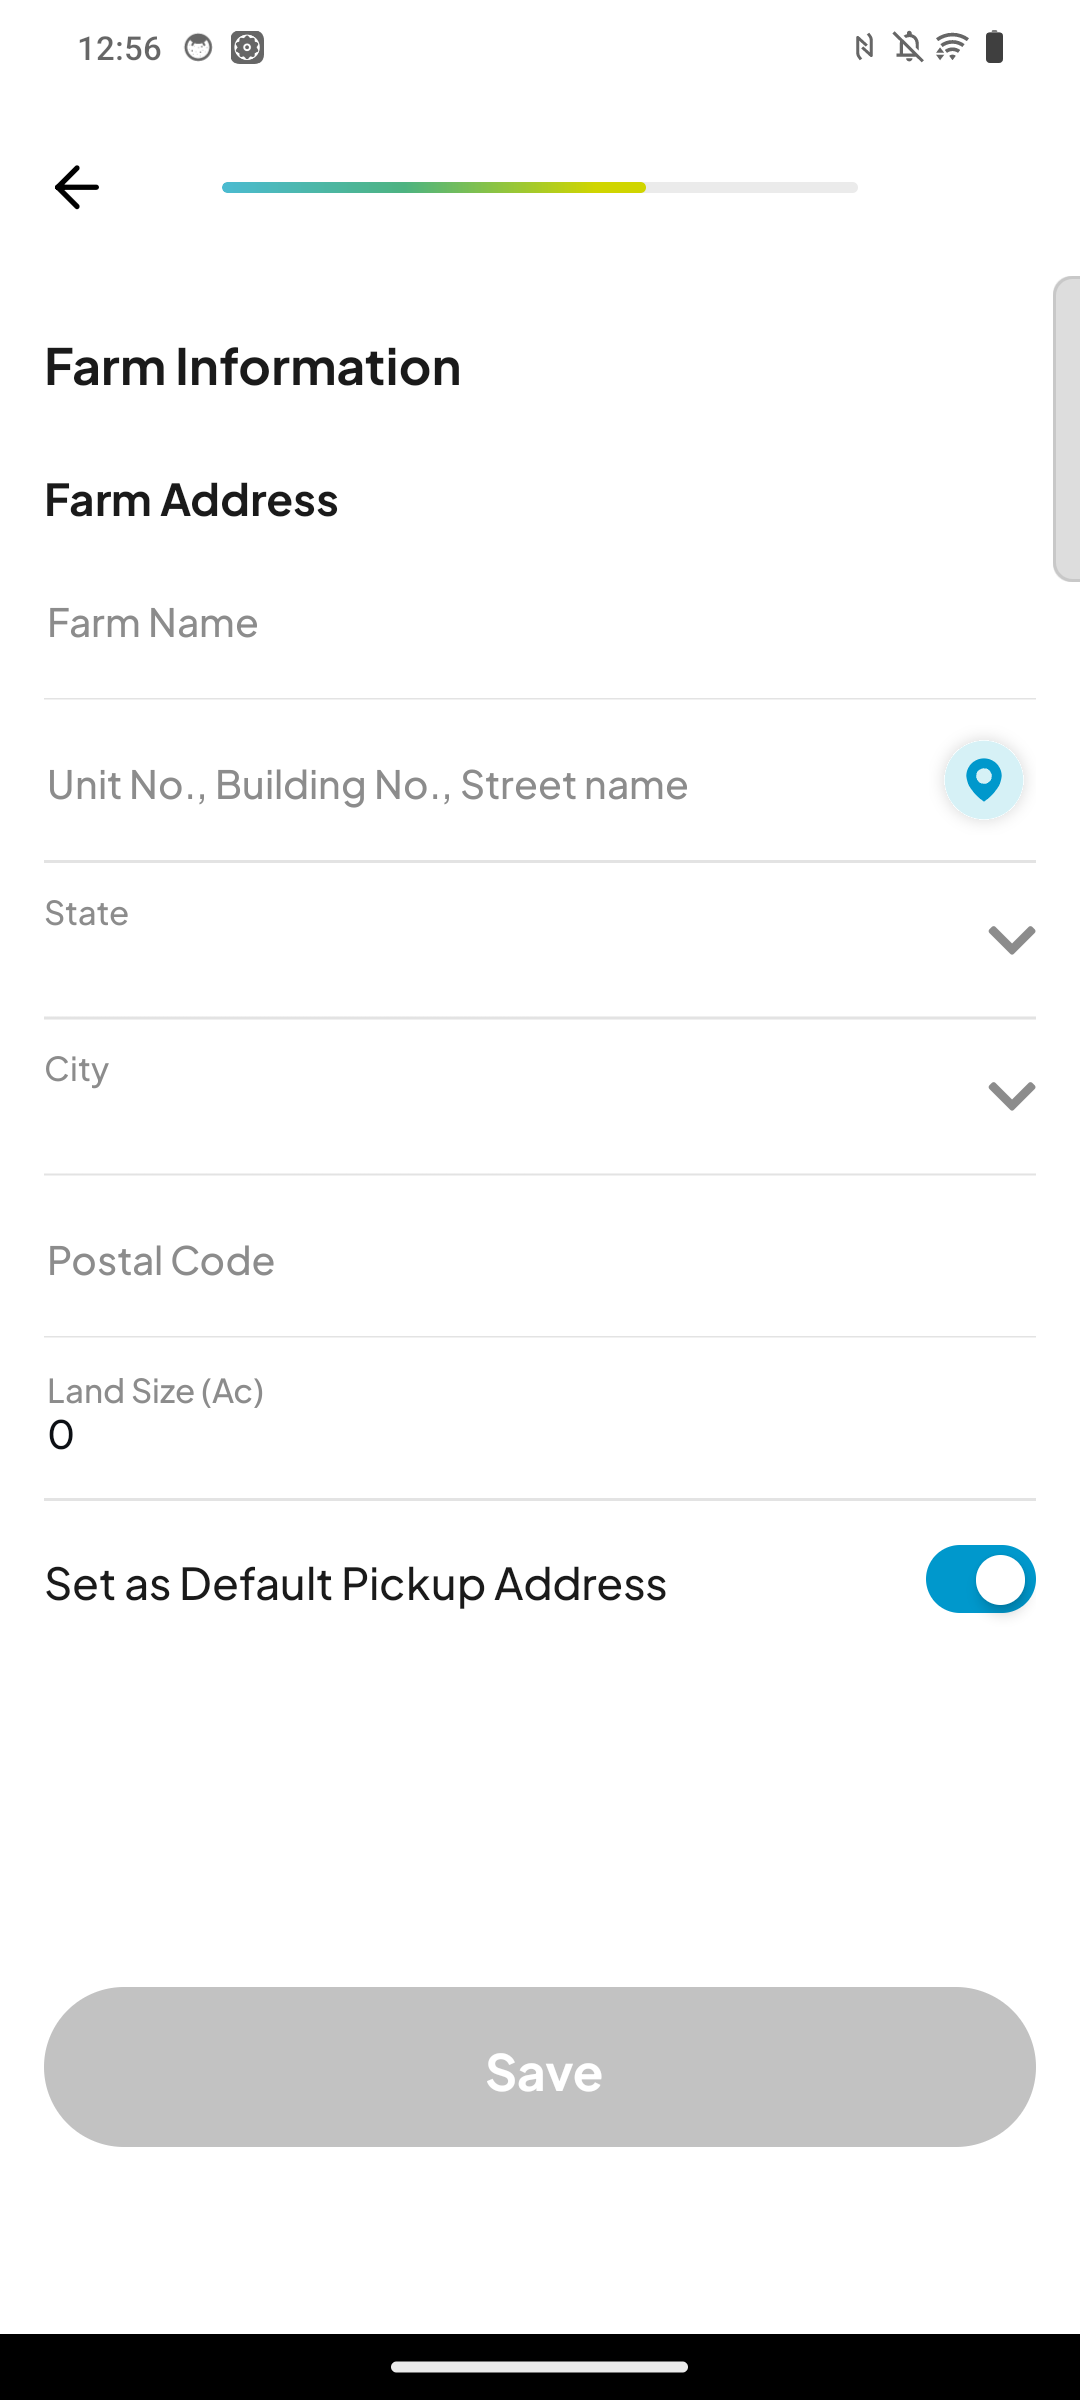 12:56
Farm Information
Farm Address
Farm Name
Unit No., Building No., Street name
State
City
Postal Code
Land Size (Ac)
0
Set as Default Pickup Address
Save